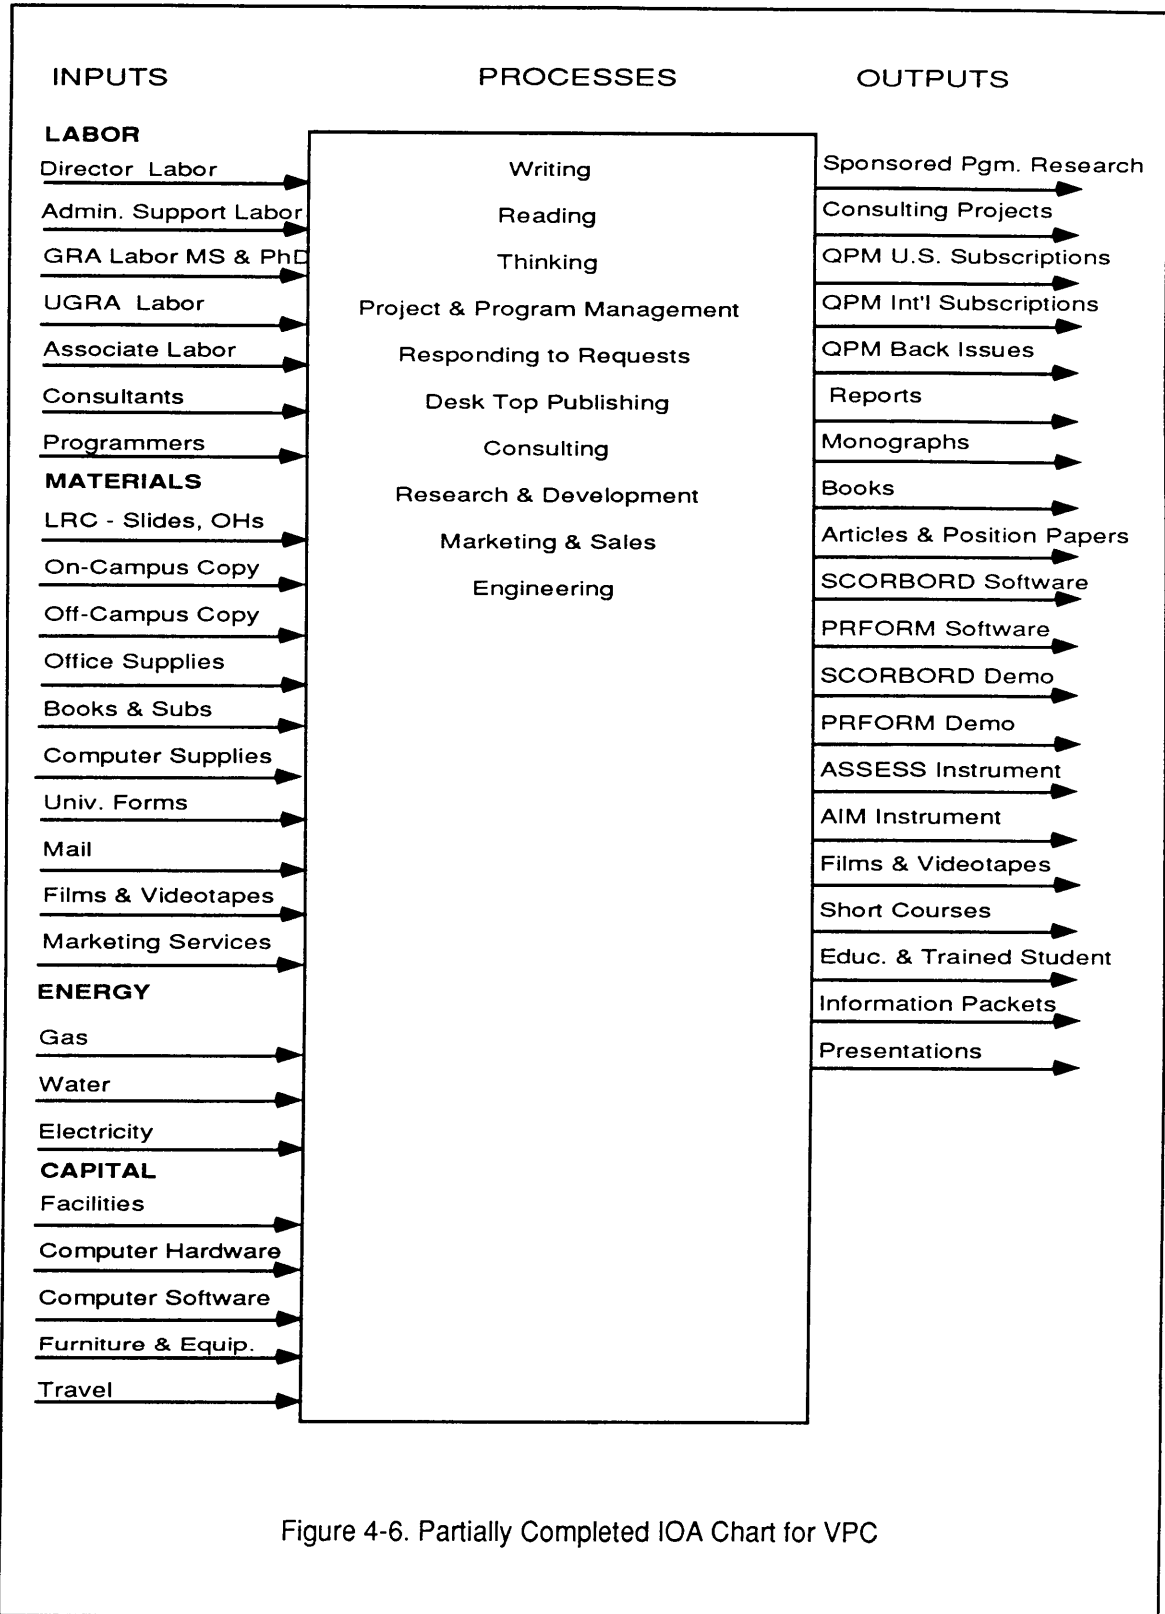 INPUTS
PROCESSES
OUTPUTS
LABOR
Director Labor
Admin. Support Labor
GRA Labor MS & PhD
UGRA Labor
Associate Labor
Consultants
Programmers
MATERIALS
LRC - Slides, OHs
On-Campus Copy
Off-Campus Copy
Office Supplies
Books & Subs
Computer Supplies
Univ. Forms
Mail
Films & Videotapes
Marketing Services
ENERGY
Gas
Water
Electricity
CAPITAL
Facilities
Computer Hardware
Computer Software
Furniture & Equip.
Travel
Writing
Reading
Thinking
Project & Program Management
Responding to Requests
Desk Top Publishing
Consulting
Research & Development
Marketing & Sales
Engineering
Sponsored Pgm. Research
Consulting Projects
QPM U.S. Subscriptions
QPM Int'l Subscriptions
QPM Back Issues
Reports
Monographs
Books
Articles & Position Papers
SCORBORD Software
PRFORM Software
SCORBORD Demo
PRFORM Demo
ASSESS Instrument
AIM Instrument
Films & Videotapes
Short Courses
Educ. & Trained Student
Information Packets
Presentations
Figure 4-6. Partially Completed IOA Chart for VPC